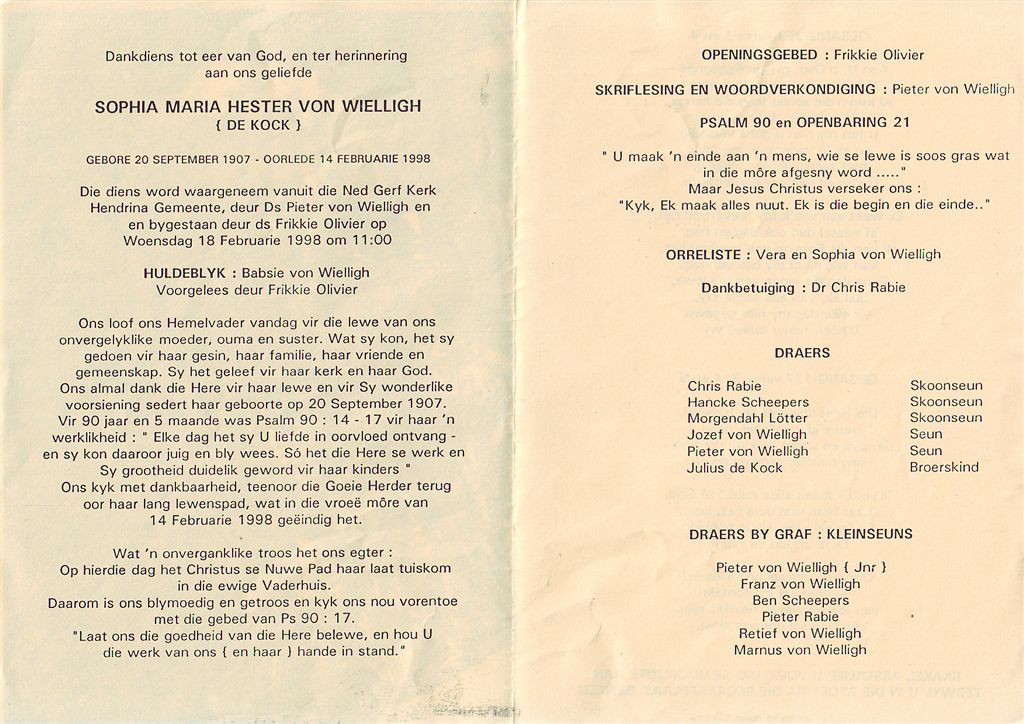 Dankdiens tot eer van God, en ter herinnering
aan ons geliefde
SOPHIA MARIA HESTER VON WIELLIGH
{ DE KOCK }
GEBORE 20 SEPTEMBER 1907 - OORLEDE 14 FEBRUARIE 1998
Die diens word waargeneem vanuit die Ned Gerf Kerk
Hendrina Gemeente, deur Ds Pieter von Wielligh en
en bygestaan deur ds Frikkie Olivier op
Woensdag 18 Februarie 1998 om 11:00
HULDEBLYK : Babsie von Wielligh
Voorgelees deur Frikkie Olivier
Ons loof ons Hemelvader vandag vir die lewe van ons
onvergelyklike moeder, ouma en suster. Wat sy kon, het sy
gedoen vir haar gesin, haar familie, haar vriende en
gemeenskap. Sy het geleef vir haar kerk en haar God.
Ons almal dank die Here vir haar lewe en vir Sy wonderlike
voorsiening sedert haar geboorte op 20 September 1907.
Vir 90 jaar en 5 maande was Psalm 90 : 14 - 17 vir haar 'n
werklikheid : " Elke dag het sy U liefde in oorvloed ontvang -
en sy kon daaroor juig en bly wees. Só het die Here se werk en
Sy grootheid duidelik geword vir haar kinders "
Ons kyk met dankbaarheid, teenoor die Goeie Herder terug
oor haar lang lewenspad, wat in die vroeë môre van
14 Februarie 1998 geëindig het.
Wat 'n onverganklike troos het ons egter :
Op hierdie dag het Christus se Nuwe Pad haar laat tuiskom
in die ewige Vaderhuis.
Daarom is ons blymoedig en getroos en kyk ons nou vorentoe
met die gebed van Ps 90 : 17.
"Laat ons die goedheid van die Here belewe, en hou U
die werk van ons { en haar } hande in stand."
OPENINGSGEBED : Frikkie Olivier
SKRIFLESING EN WOORDVERKONDIGING : Pieter von Wielligh
PSALM 90 en OPENBARING 21
" U maak 'n einde aan 'n mens, wie se lewe is soos gras wat
in die môre afgesny word ....."
Maar Jesus Christus verseker ons :
"Kyk, Ek maak alles nuut. Ek is die begin en die einde.."
ORRELISTE : Vera en Sophia von Wielligh
Dankbetuiging : Dr Chris Rabie
DRAERS
Chris Rabie Skoonseun
Hancke Scheepers Skoonseun
Morgendahl Lötter Skoonseun
Jozef von Wielligh Seun
Pieter von Wielligh Seun
Julius de Kock Broerskind
DRAERS BY GRAF : KLEINSEUNS
Pieter von Wielligh { Jnr }
Franz von Wielligh
Ben Scheepers
Pieter Rabie
Retief von Wielligh
Marnus von Wielligh